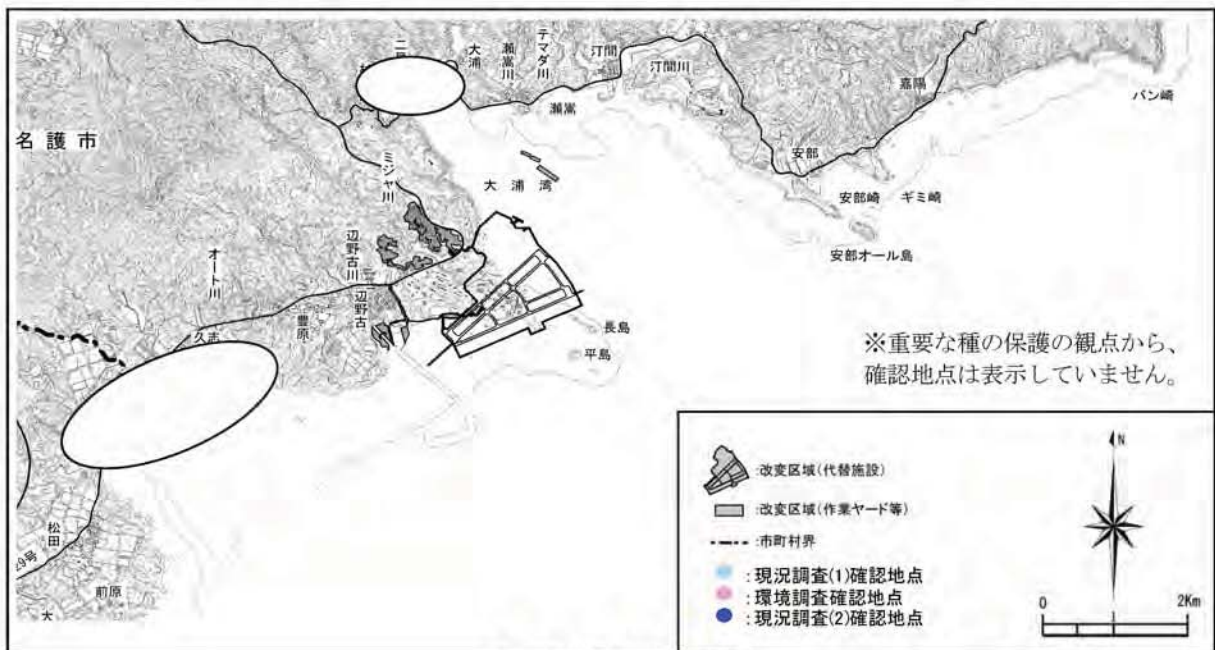 大浦
瀬嵩川
テマダ川
汀間
汀間川
嘉陽
バン崎
瀬嵩
名護市
安部
ミジャ川
大浦湾
安部崎
ギミ崎
安部オール島
辺野古川
オート川
辺野古
久志
豊原
長島
平島
※重要な種の保護の観点から、
確認地点は表示していません。
:改変区域(代替施設)
:改変区域(作業ヤード等)
:市町村界
:現況調査(1)確認地点
:環境調査確認地点
:現況調査(2)確認地点
N
0 2Km
松田
29号
前原
大